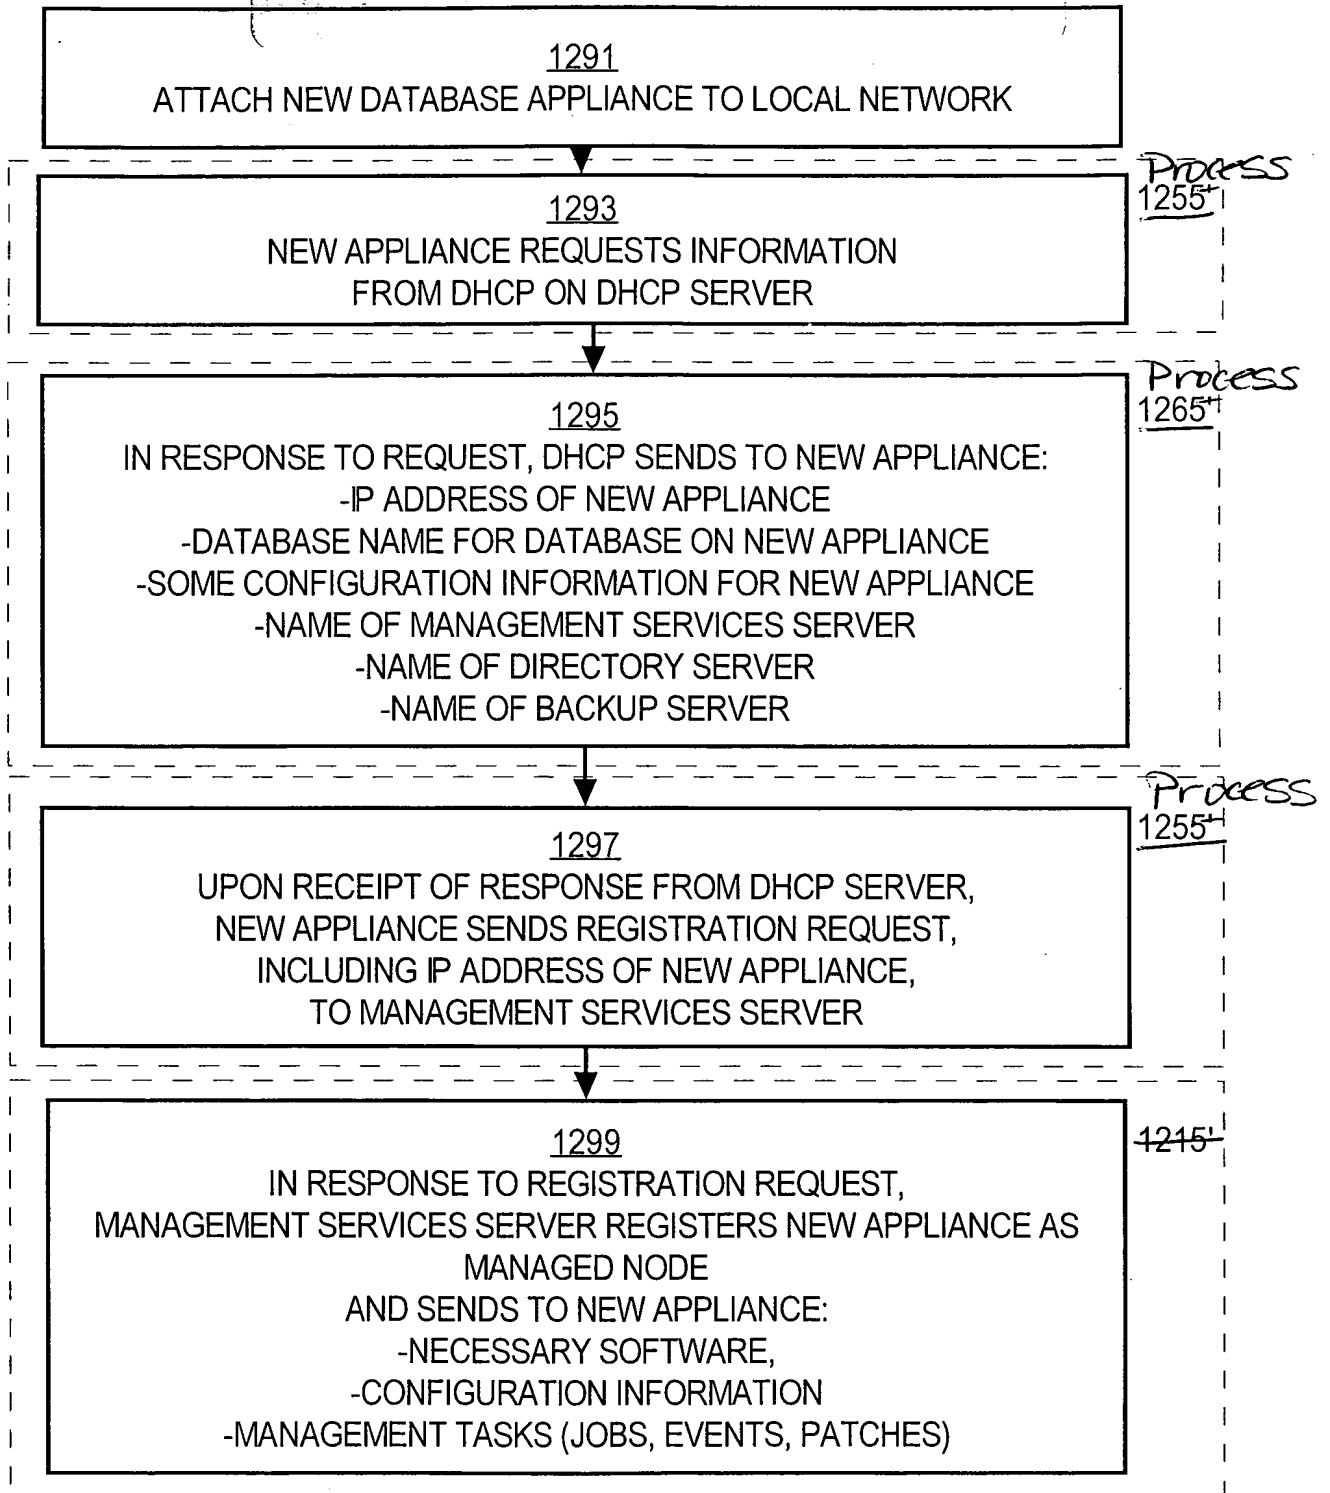 1291
ATTACH NEW DATABASE APPLIANCE TO LOCAL NETWORK
Process
1255'
1293
NEW APPLIANCE REQUESTS INFORMATION
FROM DHCP ON DHCP SERVER
Process
1265'
1295
IN RESPONSE TO REQUEST, DHCP SENDS TO NEW APPLIANCE:
-IP ADDRESS OF NEW APPLIANCE
-DATABASE NAME FOR DATABASE ON NEW APPLIANCE
-SOME CONFIGURATION INFORMATION FOR NEW APPLIANCE
-NAME OF MANAGEMENT SERVICES SERVER
-NAME OF DIRECTORY SERVER
-NAME OF BACKUP SERVER
Process
1255'
1297
UPON RECEIPT OF RESPONSE FROM DHCP SERVER,
NEW APPLIANCE SENDS REGISTRATION REQUEST,
INCLUDING IP ADDRESS OF NEW APPLIANCE,
TO MANAGEMENT SERVICES SERVER
1215'
1299
IN RESPONSE TO REGISTRATION REQUEST,
MANAGEMENT SERVICES SERVER REGISTERS NEW APPLIANCE AS
MANAGED NODE
AND SENDS TO NEW APPLIANCE:
-NECESSARY SOFTWARE,
-CONFIGURATION INFORMATION
-MANAGEMENT TASKS (JOBS, EVENTS, PATCHES)